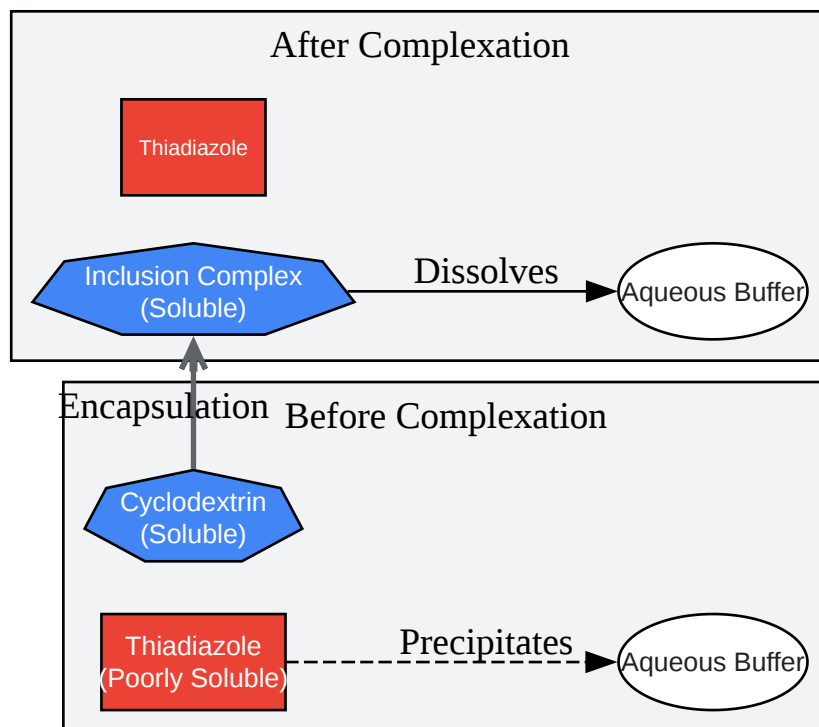 After Complexation
Thiadiazole
Inclusion Complex
(Soluble)
Dissolves
Aqueous Buffer
Encapsulation
Before Complexation
Cyclodextrin
(Soluble)
Thiadiazole
(Poorly Soluble)
Precipitates
Aqueous Buffer